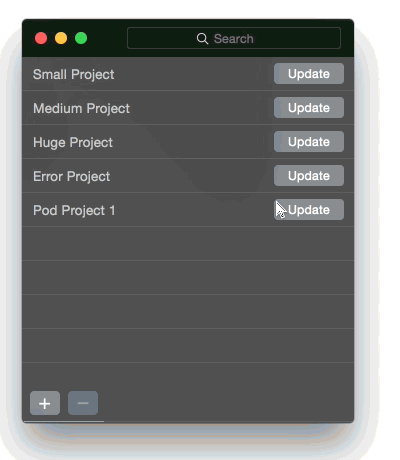 Search
Small Project Update
Medium Project Update
Huge Project Update
Error Project Update
Pod Project 1 Update
+ −